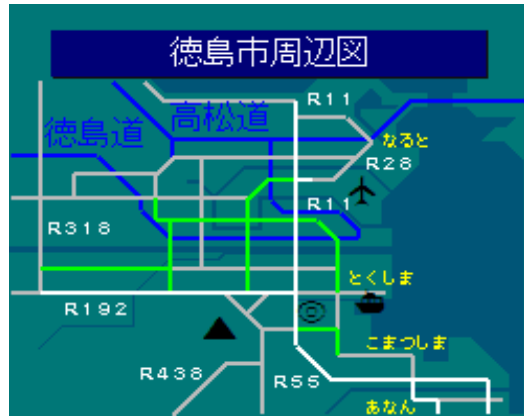 徳島市周辺図
R11
高松道
徳島道
なると
R28
R11
R318
とくしま
R192
こまつしま
R438
R55
あなん